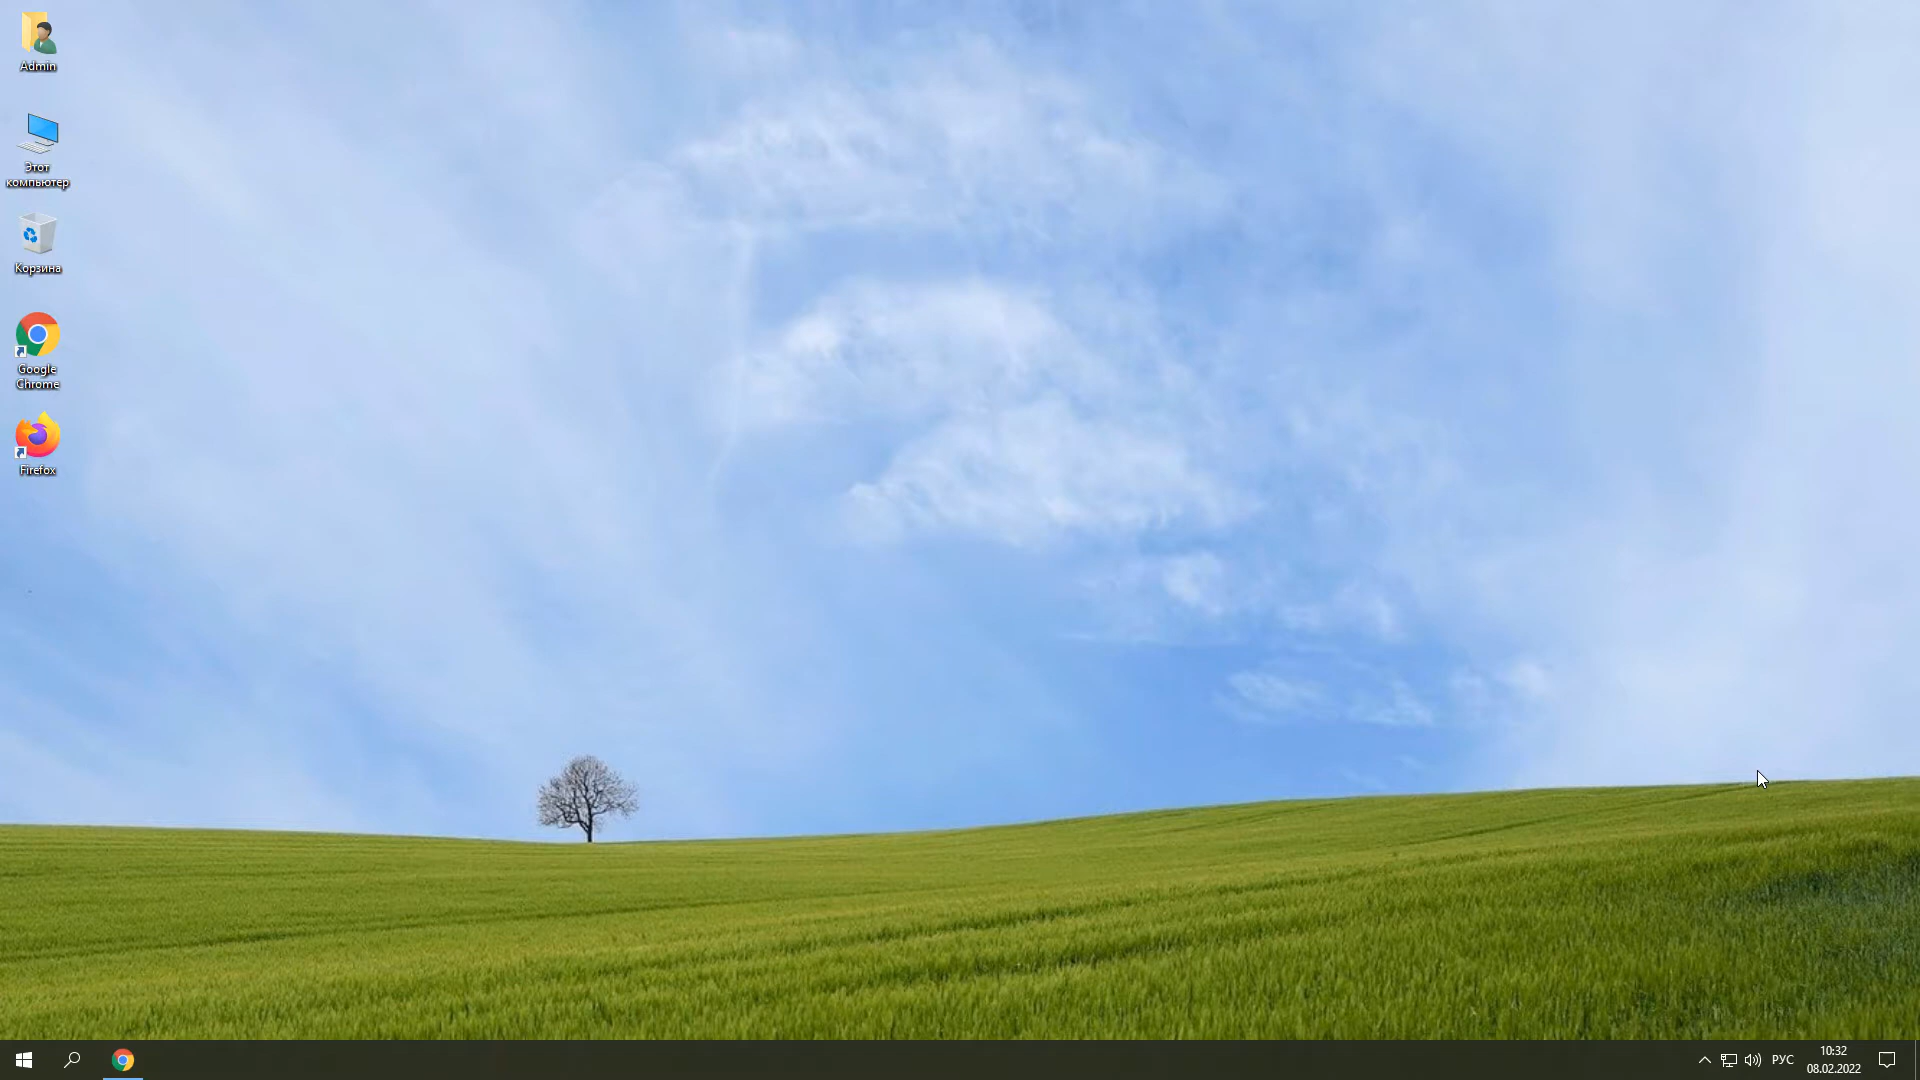 Admin
Этот
компьютер
Корзина
Google
Chrome
Firefox
РУС
10:32
08.02.2022